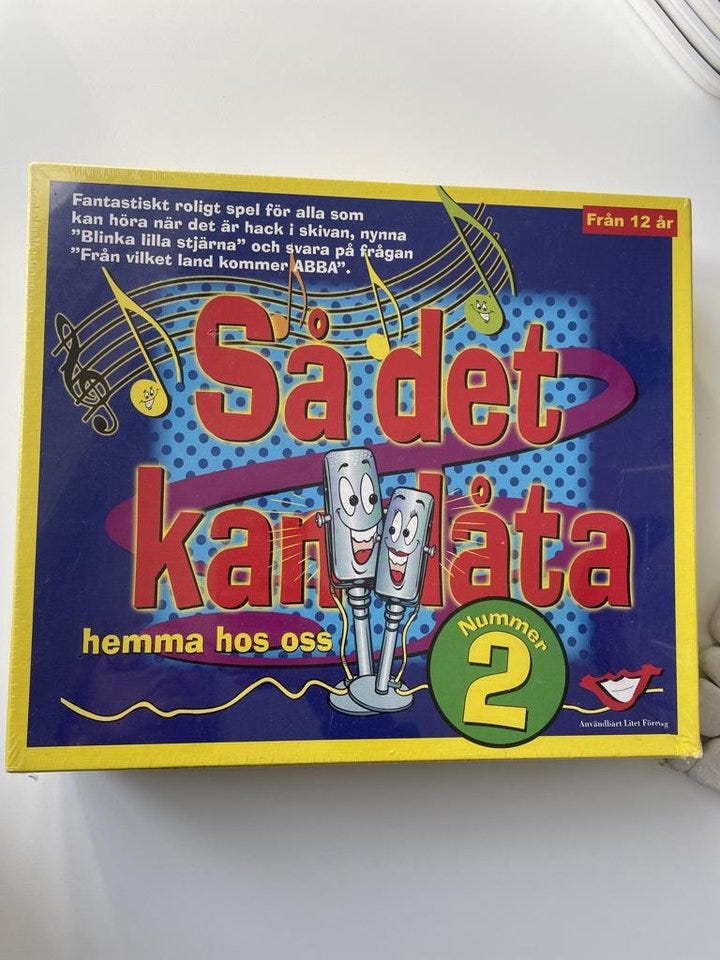 Fantastiskt roligt spel för alla som
kan höra när det är hack i skivan, nynna
"Blinka lilla stjärna" och svara på frågan
"Från vilket land kommer ABBA".
Från 12 år
Så det
kan låta
hemma hos oss
Nummer
2
Användbart Litet Företag